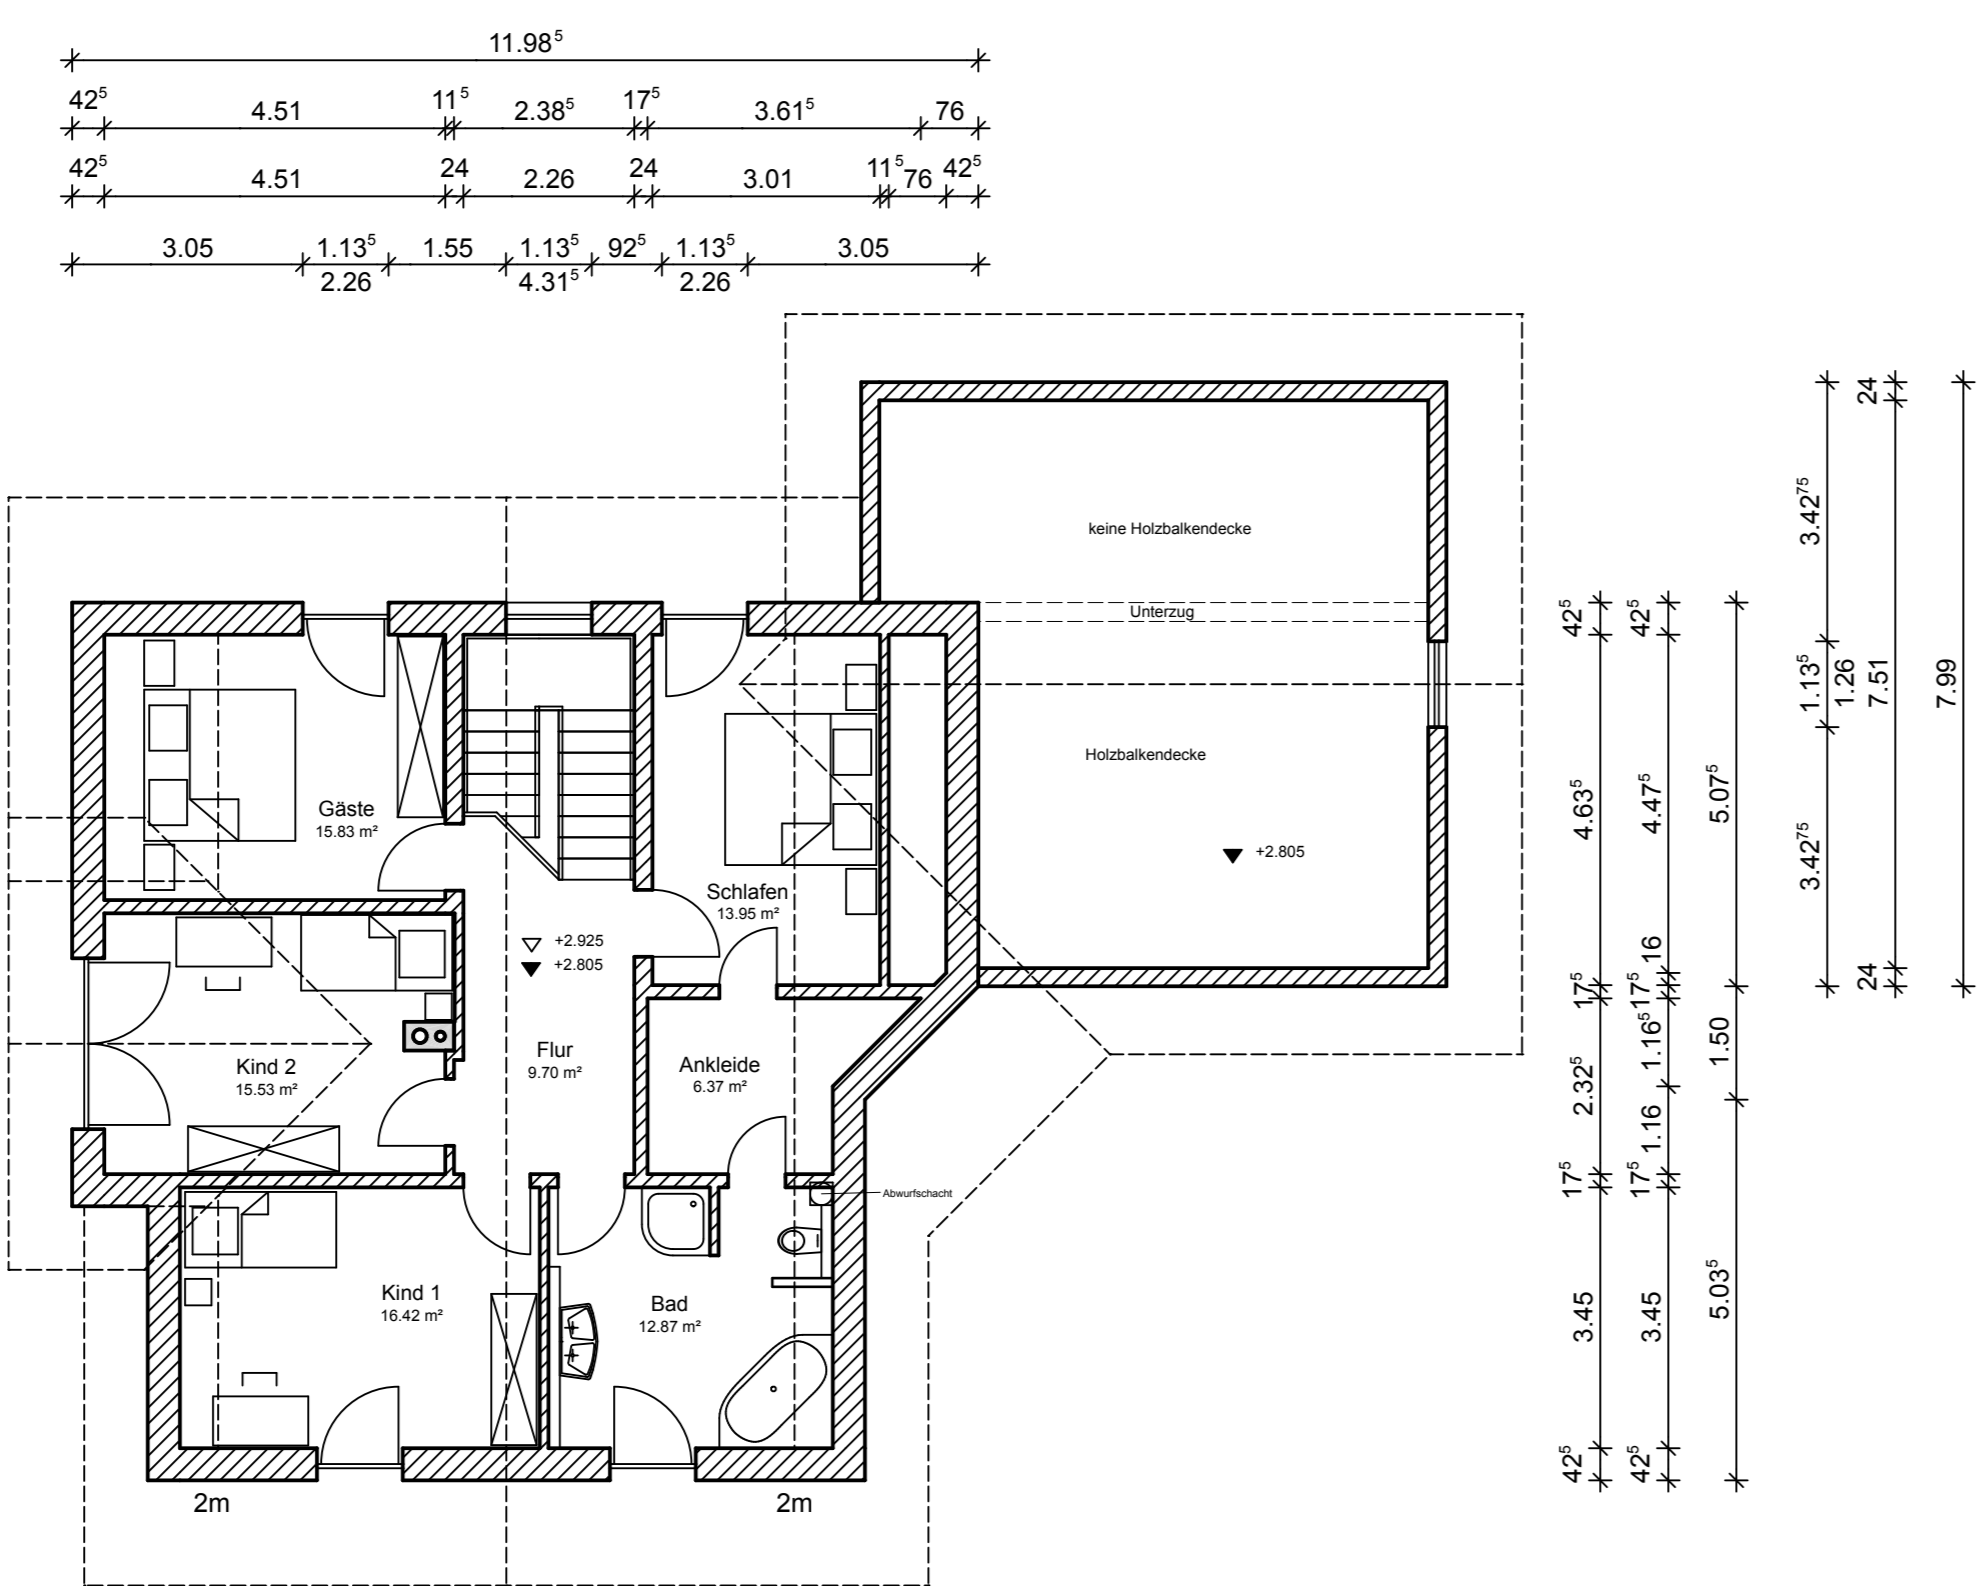 11.98⁵
42⁵ 4.51 11⁵ 2.38⁵ 17⁵ 3.61⁵ 76
42⁵ 4.51 24 2.26 24 3.01 11⁵ 76 42⁵
3.05 1.13⁵ 1.55 1.13⁵ 92⁵ 1.13⁵ 3.05
2.26 4.31⁵ 2.26
keine Holzbalkendecke
Unterzug
Holzbalkendecke
+2.805
Gäste
15.83 m²
Schlafen
13.95 m²
+2.925
+2.805
Kind 2
15.53 m²
Flur
9.70 m²
Ankleide
6.37 m²
Abwurfschacht
Kind 1
16.42 m²
Bad
12.87 m²
2m
2m
42⁵
4.63⁵
17⁵
2.32⁵
17⁵
3.45
42⁵
42⁵
4.47⁵
16
17⁵
1.16⁵
1.16
17⁵
3.45
42⁵
5.07⁵
1.50
5.03⁵
3.42⁷⁵
1.13⁵
1.26
3.42⁷⁵
24
7.51
24
7.99